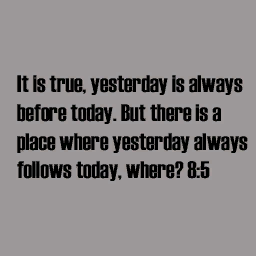 It is true, yesterday is always
before today. But there is a
place where yesterday always
follows today, where? 8:5